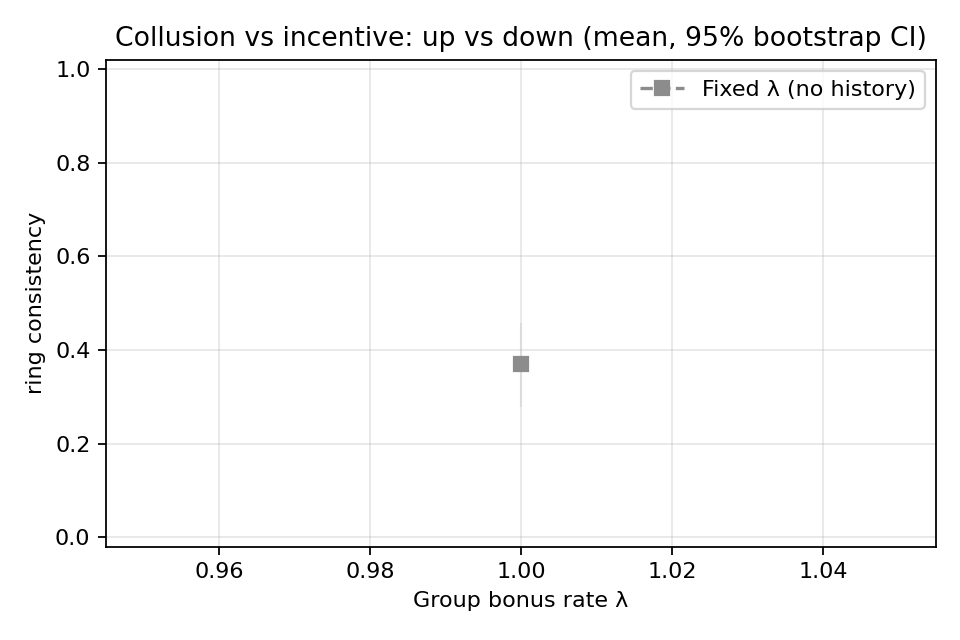 Collusion vs incentive: up vs down (mean, 95% bootstrap CI)
Fixed λ (no history)
ring consistency
1.0
0.8
0.6
0.4
0.2
0.0
0.96 0.98 1.00 1.02 1.04
Group bonus rate λ